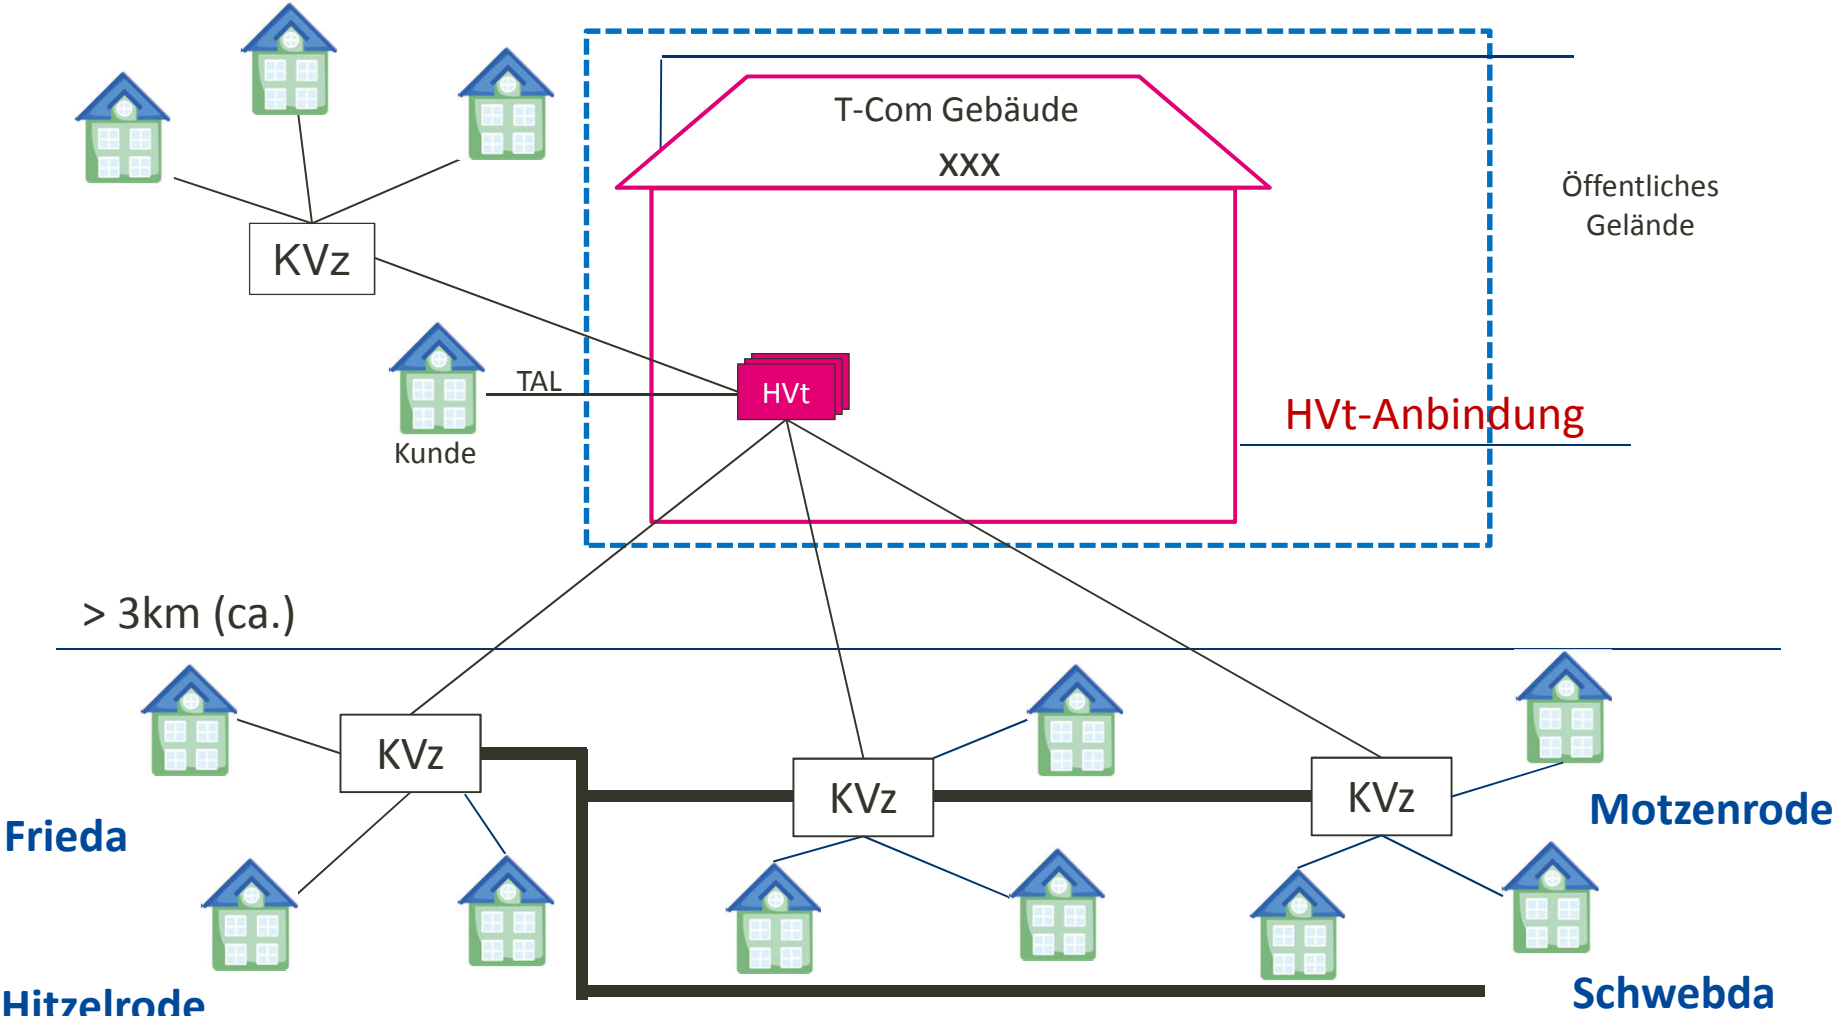 T-Com Gebäude
XXX
Öffentliches
Gelände
KVz
TAL
HVt
Kunde
HVt-Anbindung
> 3km (ca.)
KVz
KVz
KVz
Frieda
Motzenrode
Hitzelrode
Schwebda